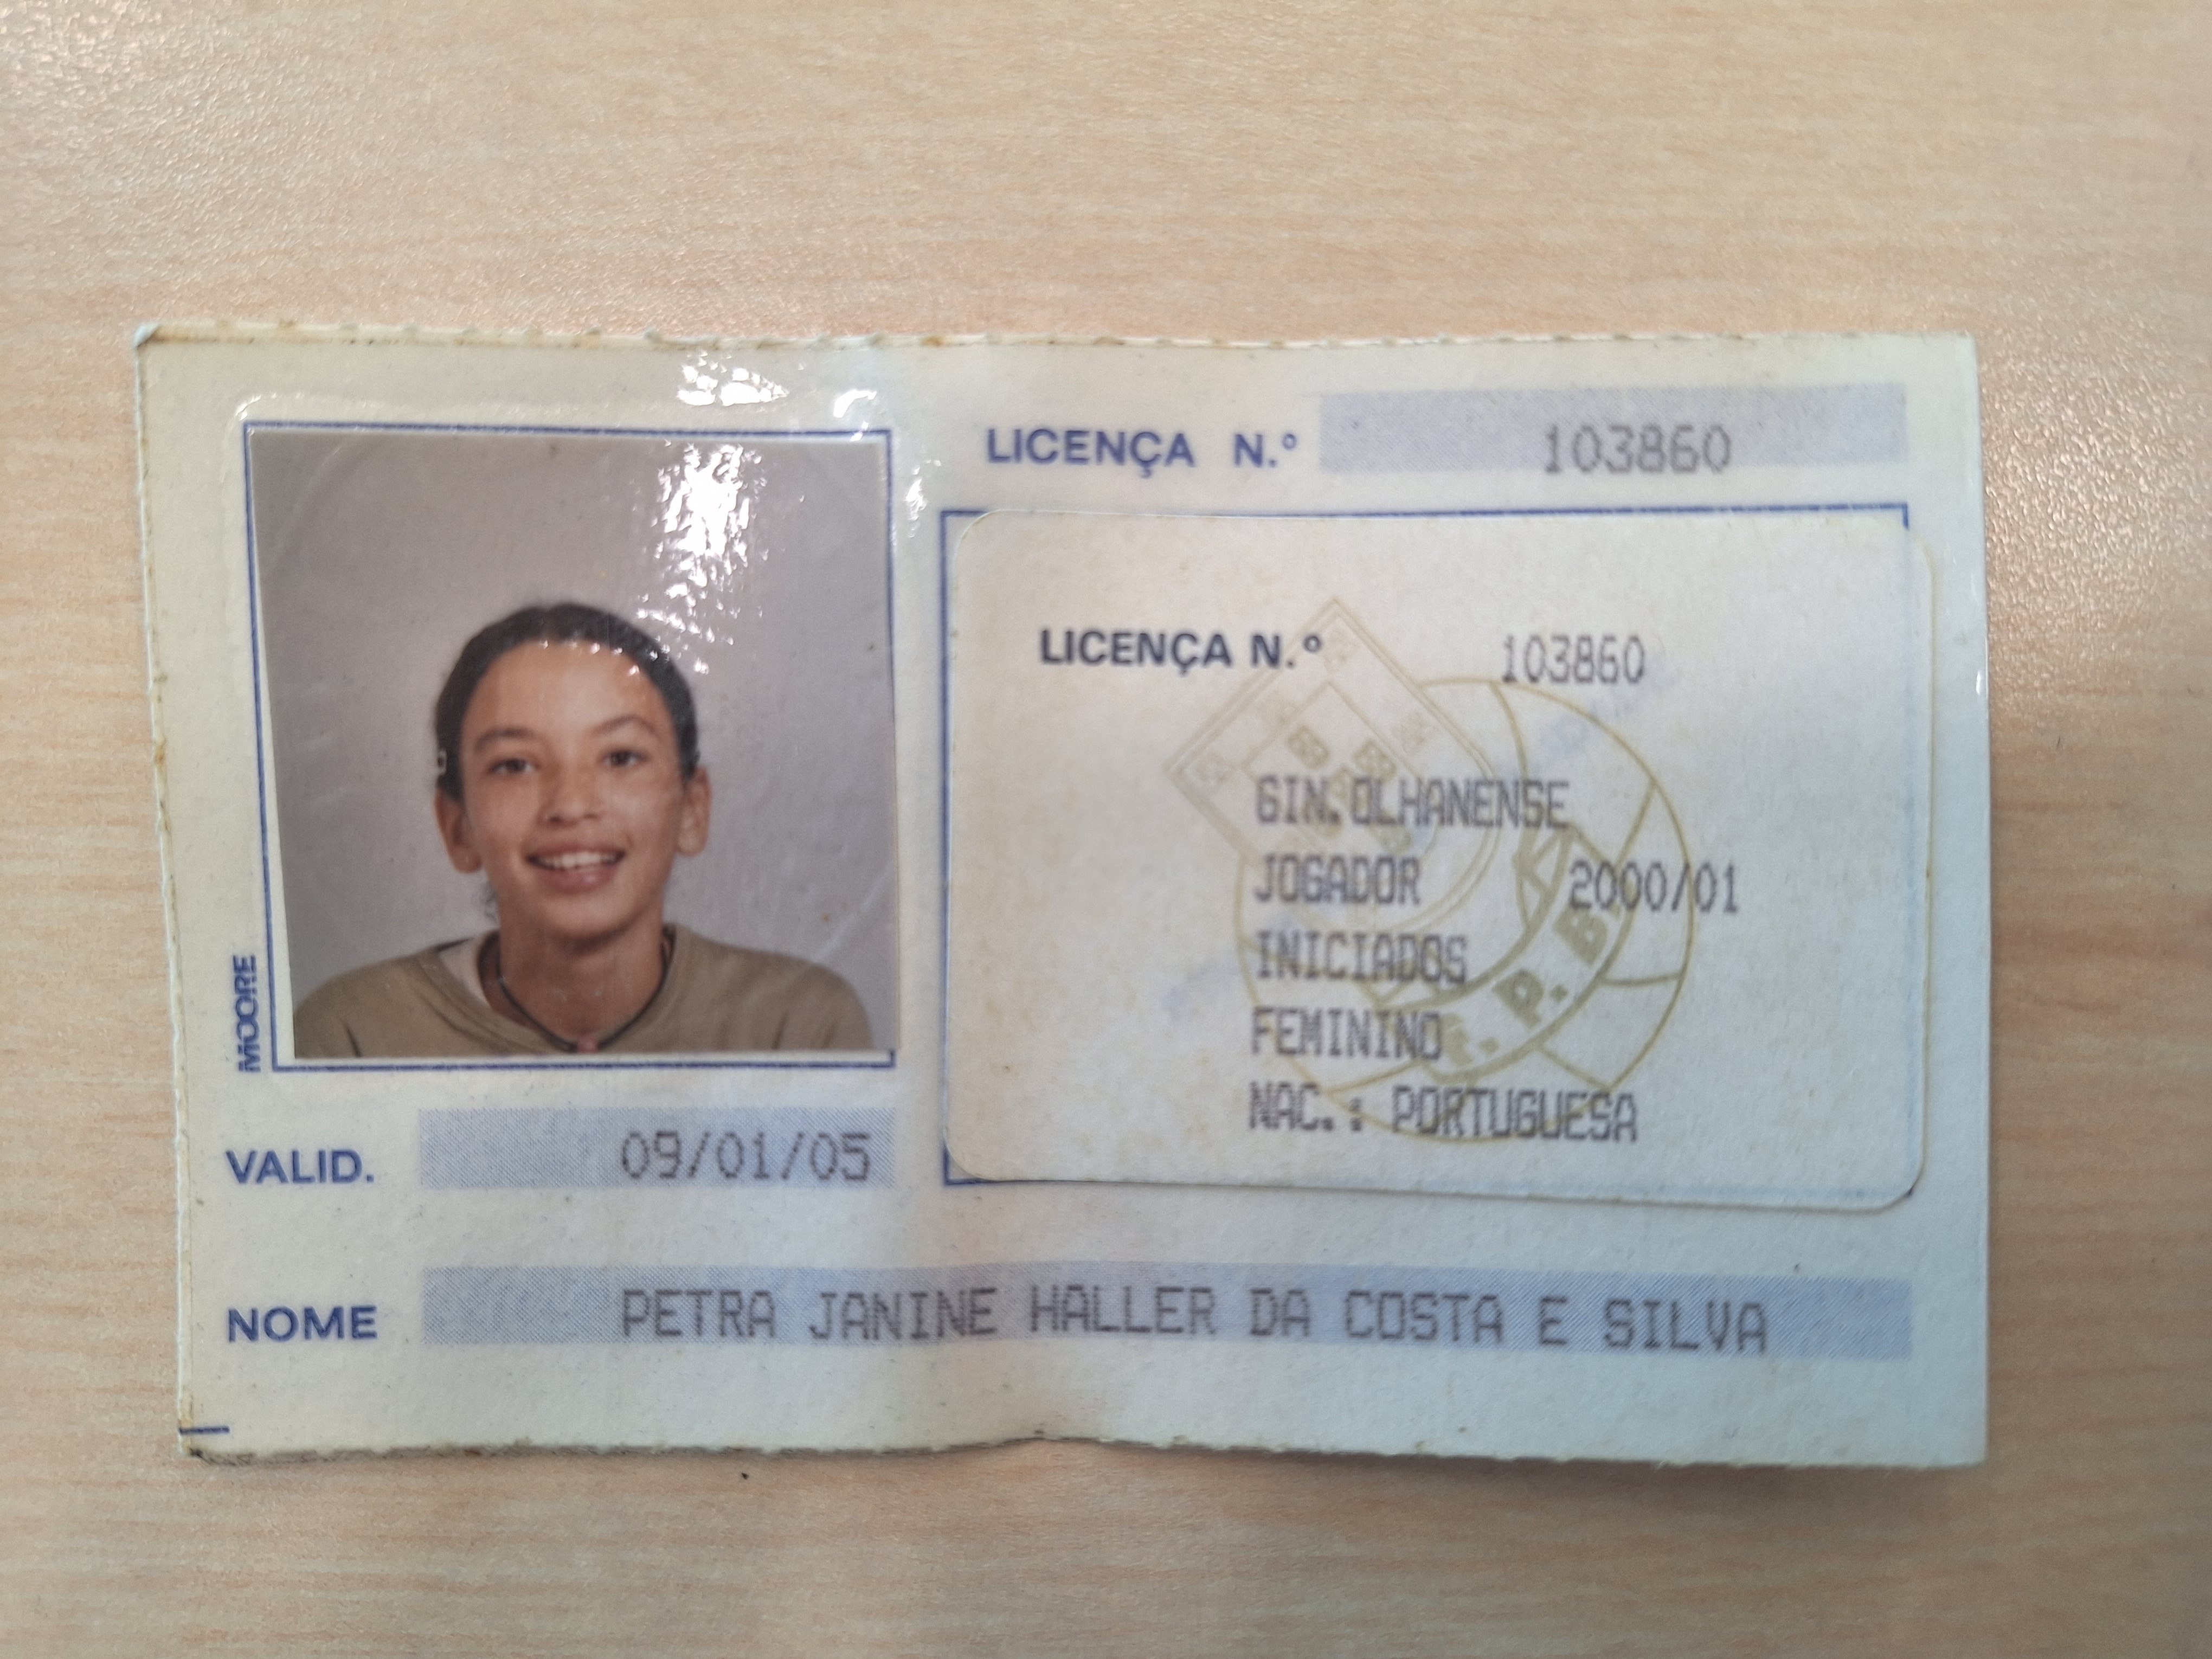 LICENÇA N.º 103860
LICENÇA N.º 103860
GIN.OLHANENSE
JOGADOR 2000/01
INICIADOS
FEMININO
NAC.: PORTUGUESA
F. P. B.
MOORE
VALID. 09/01/05
NOME PETRA JANINE HALLER DA COSTA E SILVA